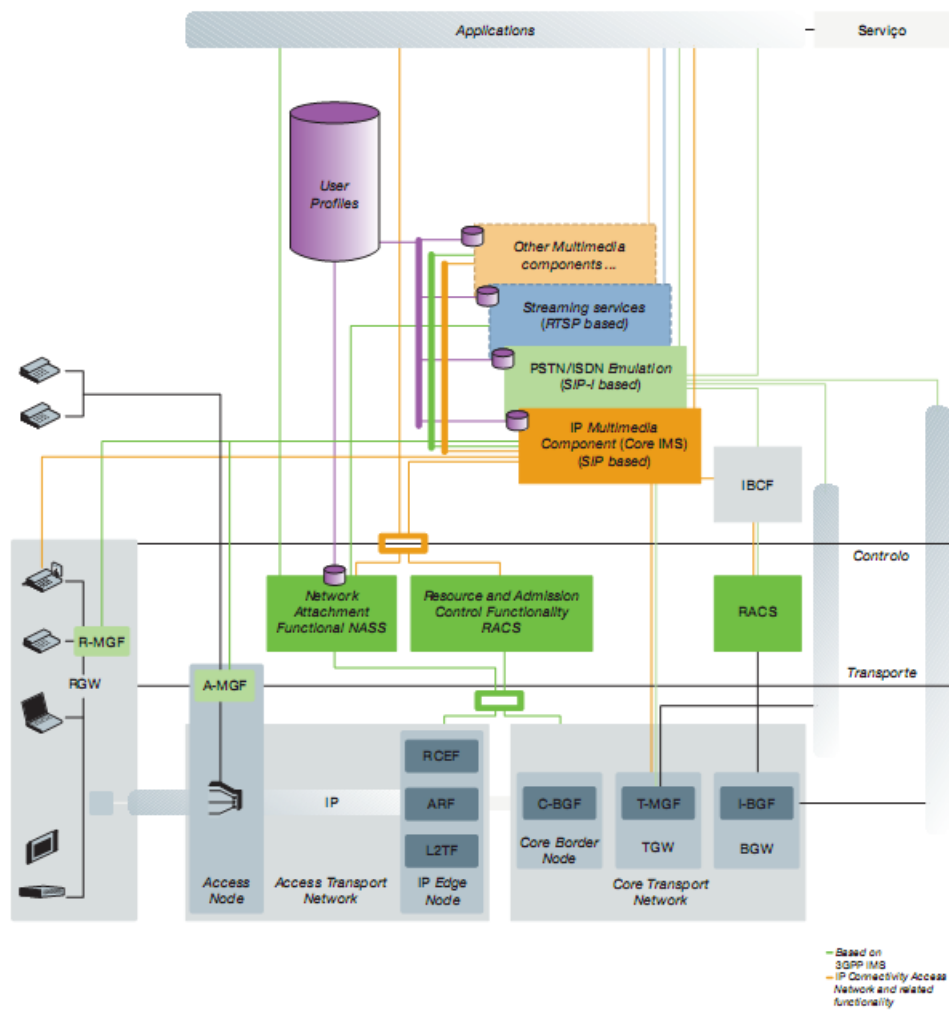 Applications
Serviço
User
Profiles
Other Multimedia
components ...
Streaming services
(RTSP based)
PSTN/ISDN Emulation
(SIP-I based)
IP Multimedia
Component (Core IMS)
(SIP based)
IBCF
Controlo
Network
Attachment
Functional NASS
Resource and Admission
Control Functionality
RACS
RACS
R-MGF
RGW
Transporte
A-MGF
RCEF
IP
ARF
C-BGF
T-MGF
I-BGF
L2TF
Core Border
Node
TGW
BGW
Access
Node
Access Transport
Network
IP Edge
Node
Core Transport
Network
Based on
3GPP IMS
IP Connectivity Access
Network and related
functionality